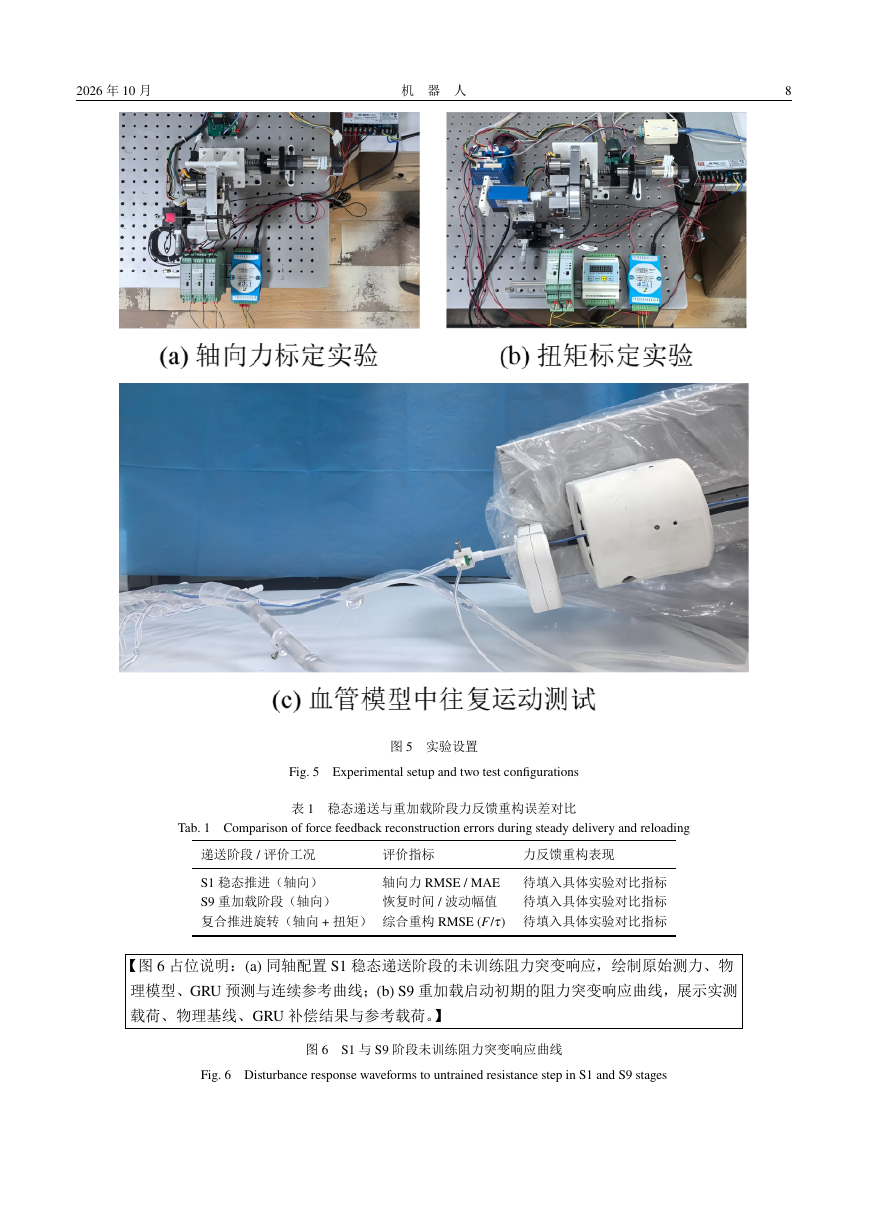 2026 年 10 月 机 器 人 8
(a) 轴向力标定实验 (b) 扭矩标定实验
(c) 血管模型中往复运动测试
图 5 实验设置
Fig. 5 Experimental setup and two test configurations
表 1 稳态递送与重加载阶段力反馈重构误差对比
Tab. 1 Comparison of force feedback reconstruction errors during steady delivery and reloading
递送阶段 / 评价工况 评价指标 力反馈重构表现
S1 稳态推进（轴向） 轴向力 RMSE / MAE 待填入具体实验对比指标
S9 重加载阶段（轴向） 恢复时间 / 波动幅值 待填入具体实验对比指标
复合推进旋转（轴向 + 扭矩） 综合重构 RMSE (F/τ) 待填入具体实验对比指标
【图 6 占位说明：(a) 同轴配置 S1 稳态递送阶段的未训练阻力突变响应，绘制原始测力、物
理模型、GRU 预测与连续参考曲线；(b) S9 重加载启动初期的阻力突变响应曲线，展示实测
载荷、物理基线、GRU 补偿结果与参考载荷。】
图 6 S1 与 S9 阶段未训练阻力突变响应曲线
Fig. 6 Disturbance response waveforms to untrained resistance step in S1 and S9 stages